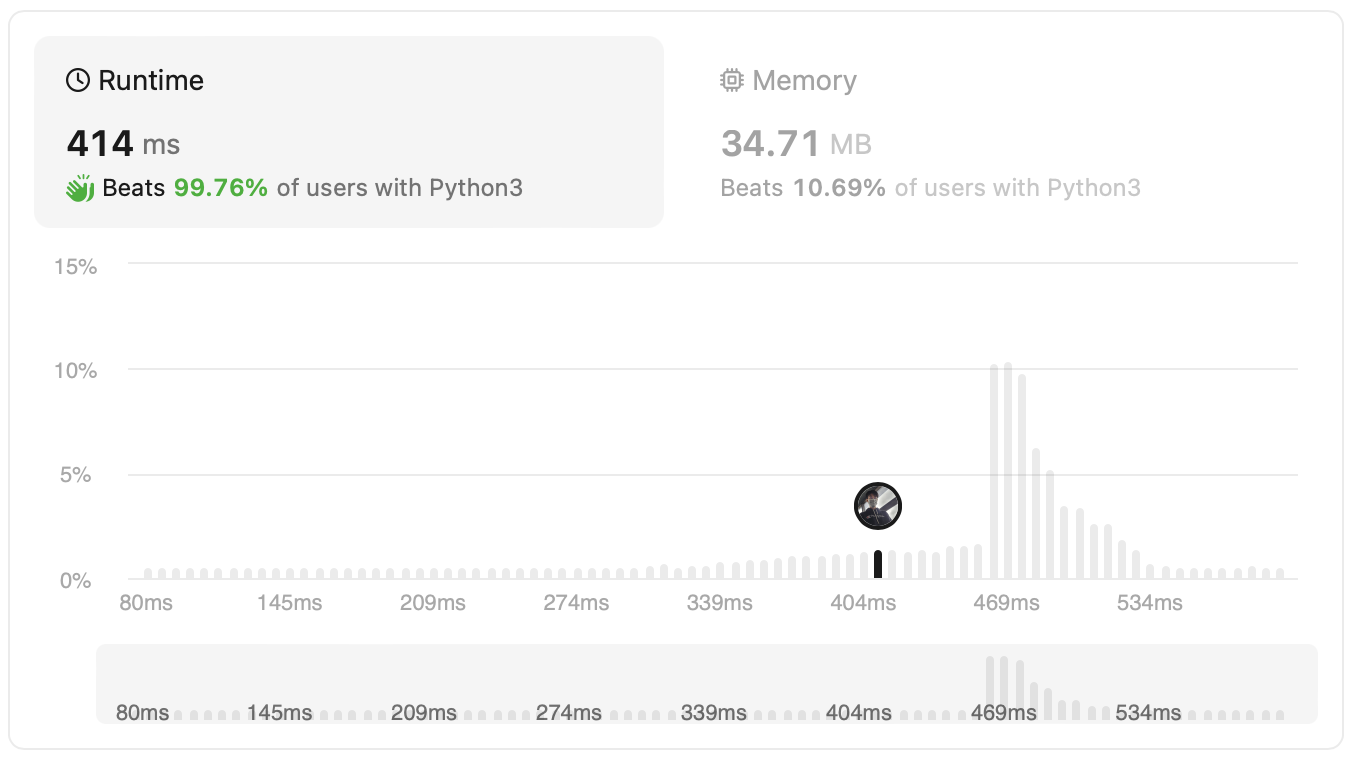 Runtime
414 ms
Beats 99.76% of users with Python3
Memory
34.71 MB
Beats 10.69% of users with Python3
15%
10%
5%
0%
80ms 145ms 209ms 274ms 339ms 404ms 469ms 534ms
80ms 145ms 209ms 274ms 339ms 404ms 469ms 534ms